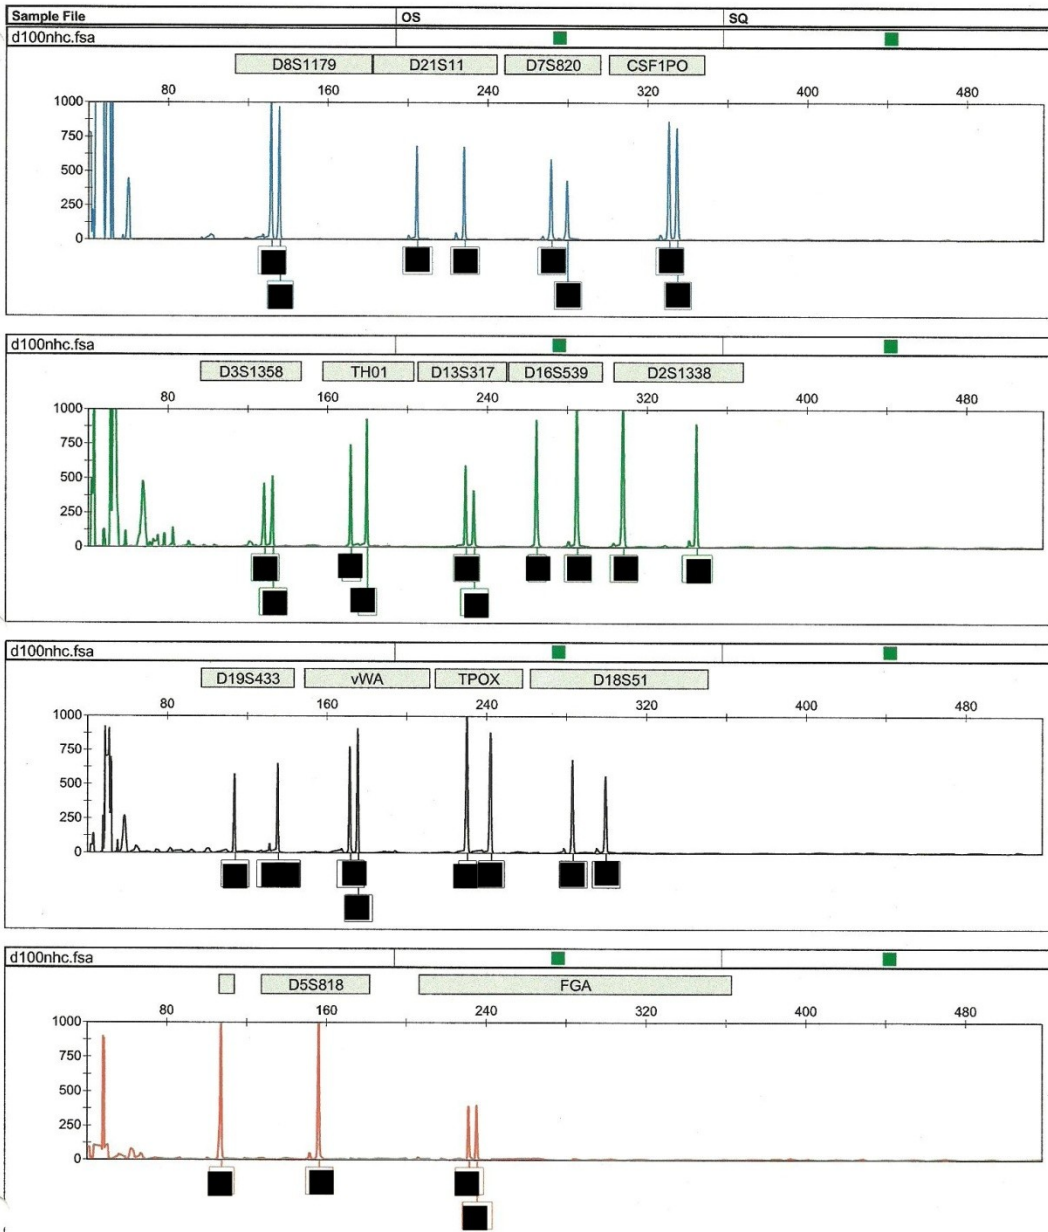 Sample File OS SQ
d100nhc.fsa
D8S1179 D21S11 D7S820 CSF1PO
80 160 240 320 400 480
1000
750
500
250
0
d100nhc.fsa
D3S1358 TH01 D13S317 D16S539 D2S1338
80 160 240 320 400 480
1000
750
500
250
0
d100nhc.fsa
D19S433 vWA TPOX D18S51
80 160 240 320 400 480
1000
750
500
250
0
d100nhc.fsa
D5S818 FGA
80 160 240 320 400 480
1000
750
500
250
0